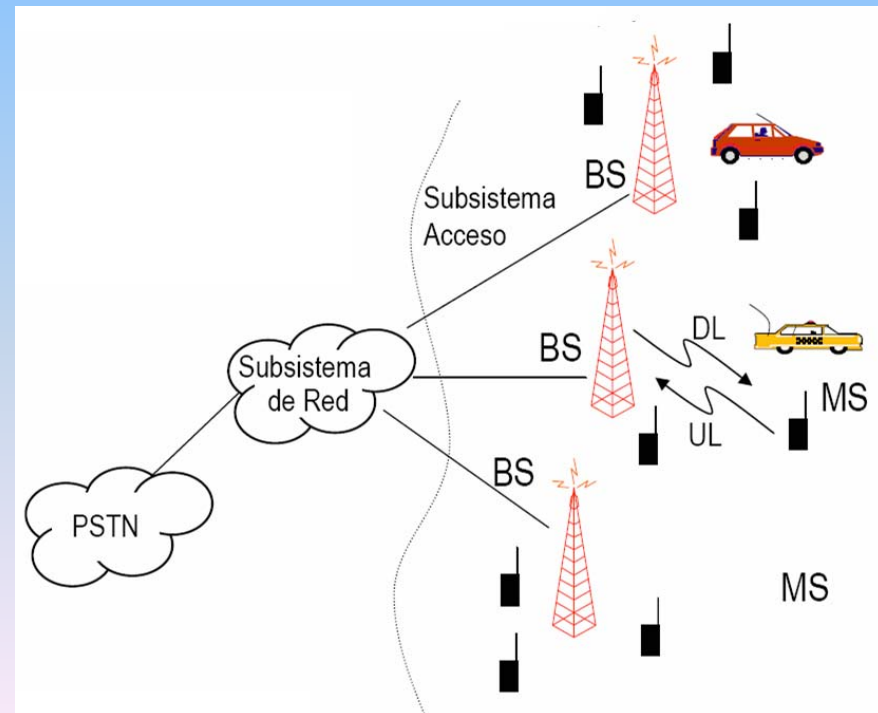 BS
Subsistema
Acceso
BS
DL
Subsistema
de Red
MS
UL
BS
PSTN
MS